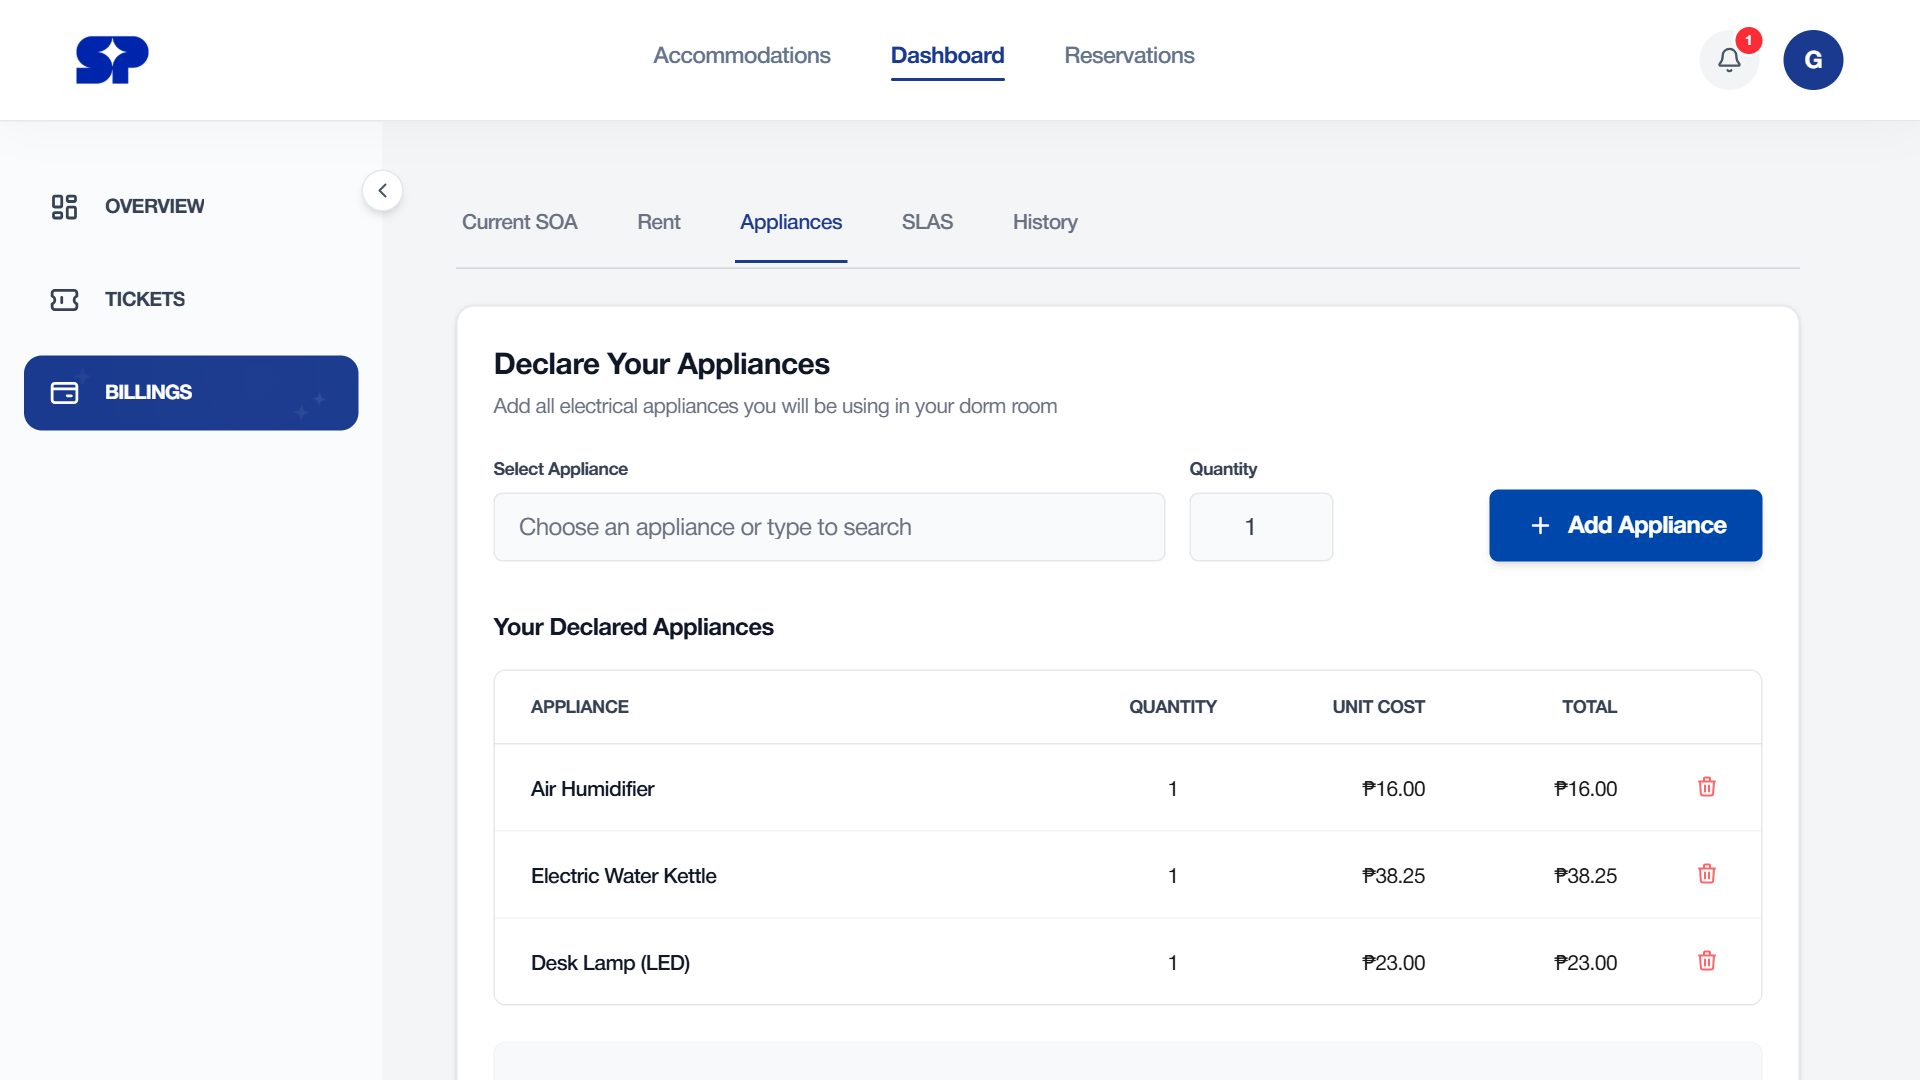 SP
Accommodations
Dashboard
Reservations
1
G
OVERVIEW
TICKETS
BILLINGS
Current SOA
Rent
Appliances
SLAS
History
Declare Your Appliances
Add all electrical appliances you will be using in your dorm room
Select Appliance
Quantity
Choose an appliance or type to search
1
Add Appliance
Your Declared Appliances
APPLIANCE QUANTITY UNIT COST TOTAL
Air Humidifier 1 ₱16.00 ₱16.00
Electric Water Kettle 1 ₱38.25 ₱38.25
Desk Lamp (LED) 1 ₱23.00 ₱23.00